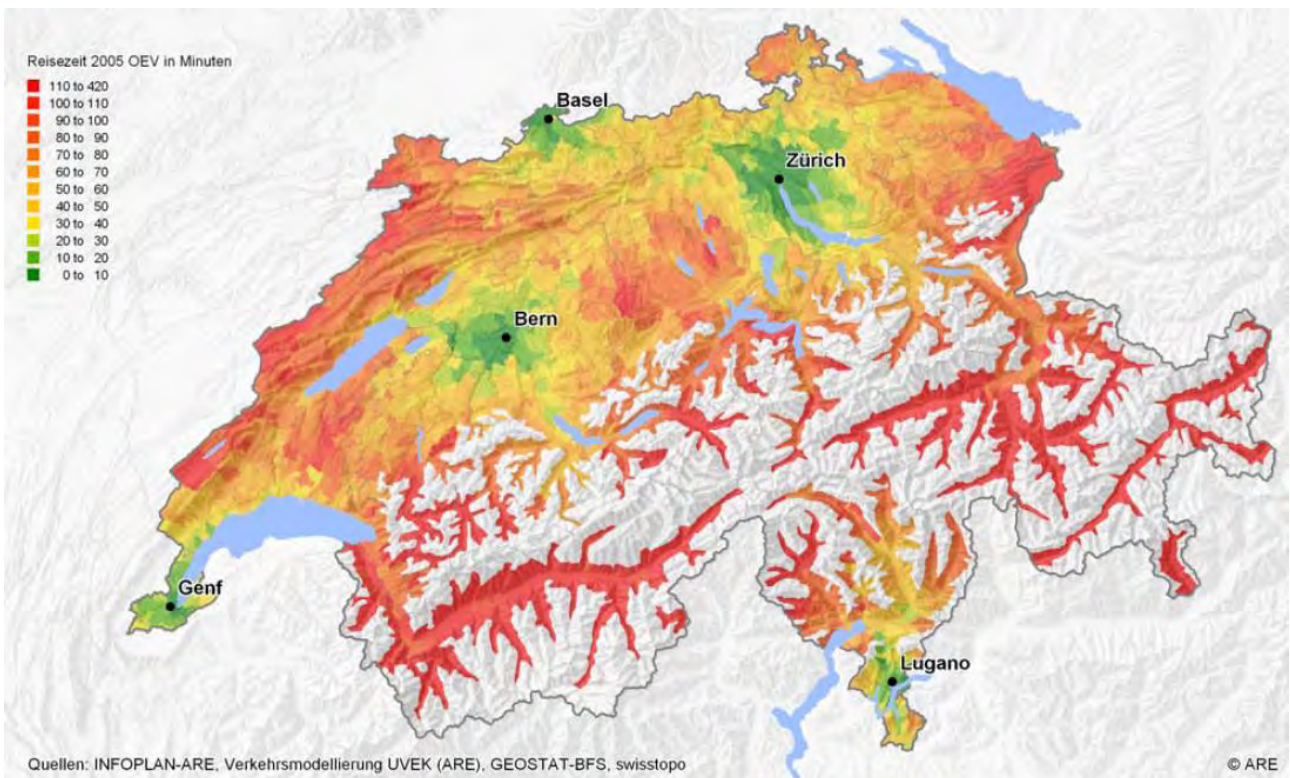 Reisezeit 2005 OEV in Minuten
110 to 420
100 to 110
90 to 100
80 to 90
70 to 80
60 to 70
50 to 60
40 to 50
30 to 40
20 to 30
10 to 20
0 to 10
Basel
Zürich
Bern
Genf
Lugano
Quellen: INFOPLAN-ARE, Verkehrsmodellierung UVEK (ARE), GEOSTAT-BFS, swisstopo
© ARE